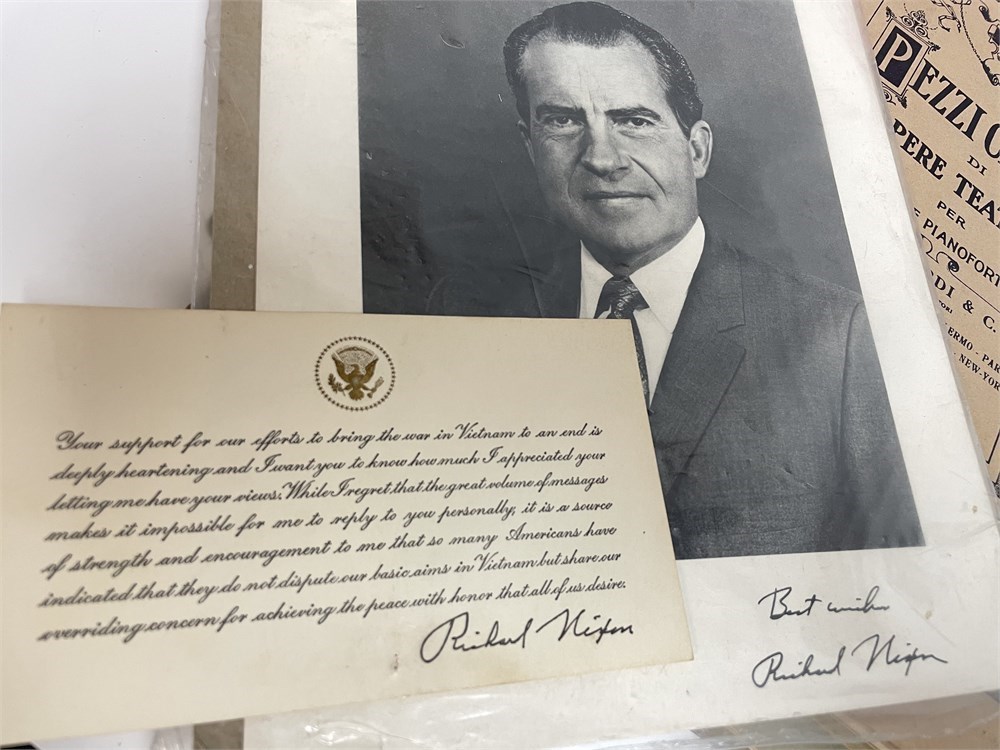 Your support for our efforts to bring the war in Vietnam to an end is
deeply heartening and I want you to know how much I appreciated your
letting me have your views. While I regret that the great volume of messages
makes it impossible for me to reply to you personally, it is a source
of strength and encouragement to me that so many Americans have
indicated that they do not dispute our basic aims in Vietnam but share our
overriding concern for achieving the peace with honor that all of us desire.
Richard Nixon
Best wishes
Richard Nixon
PEZZI
DI
PERE TEA
PER
PIANOFORT
DI & C.
ERMO - PAR
NEW-YOR